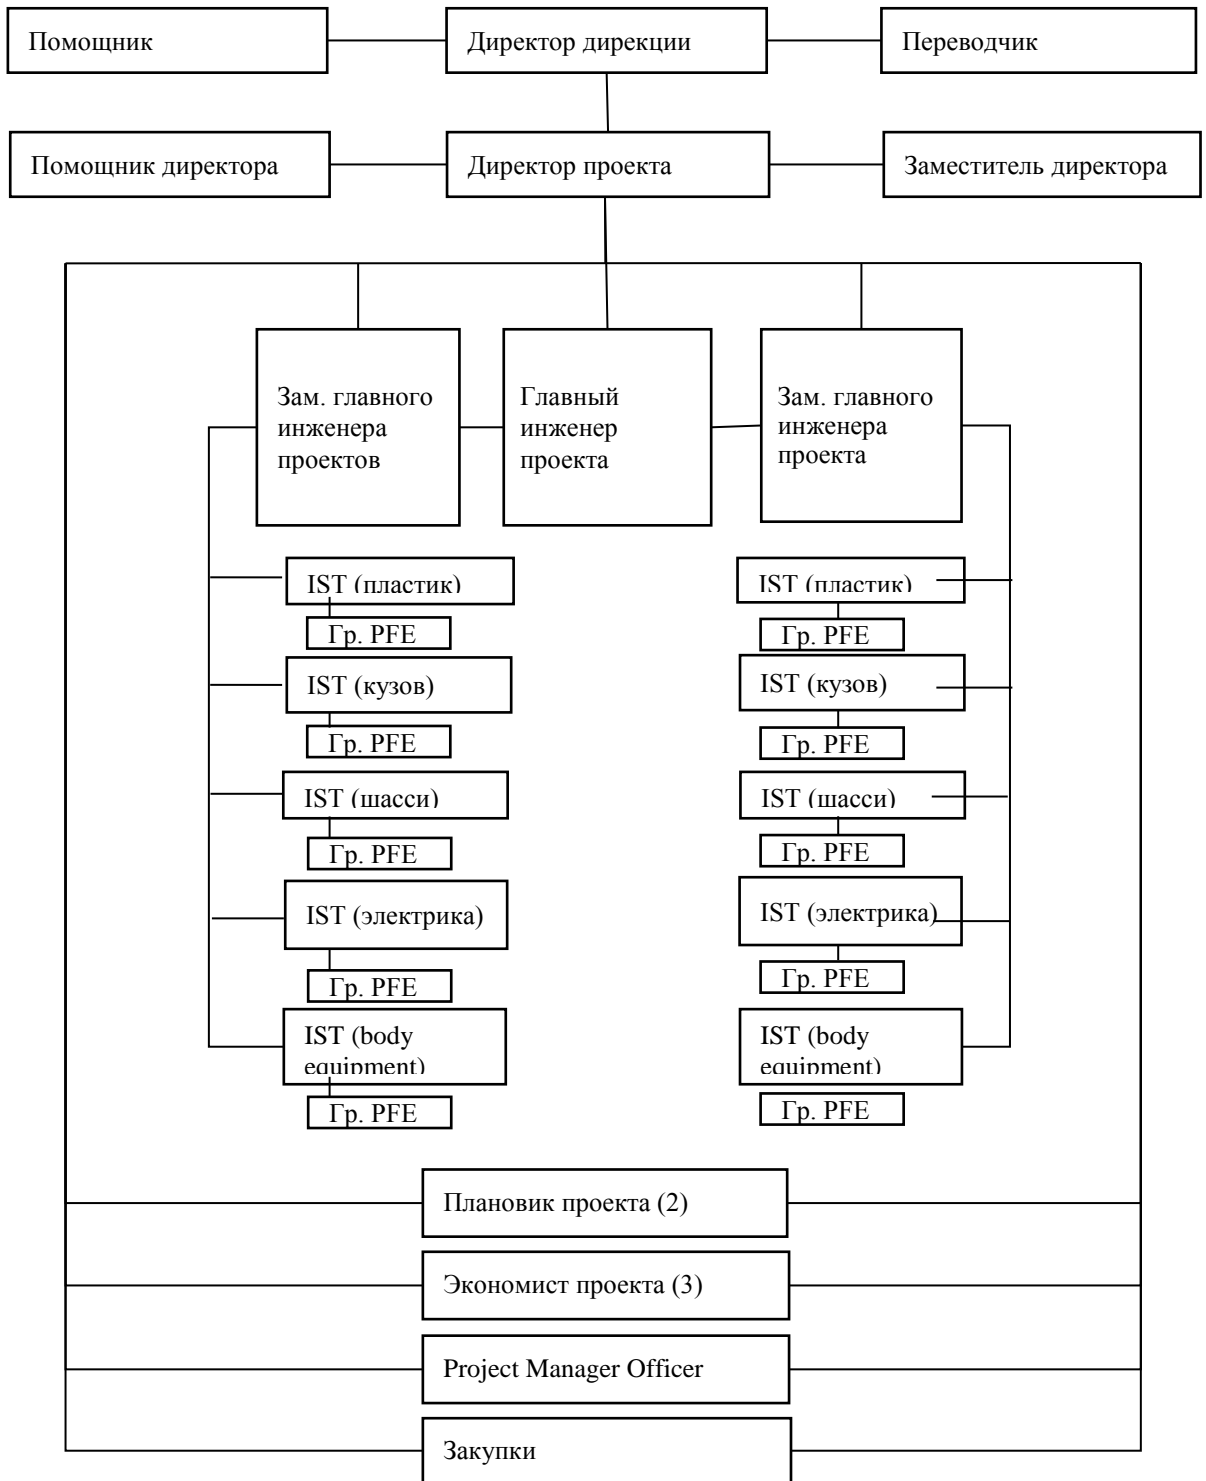 Помощник
Директор дирекции
Переводчик
Помощник директора
Директор проекта
Заместитель директора
Зам. главного
инженера
проектов
Главный
инженер
проекта
Зам. главного
инженера
проекта
IST (пластик)
Гр. PFE
IST (кузов)
Гр. PFE
IST (шасси)
Гр. PFE
IST (электрика)
Гр. PFE
IST (body
equipment)
Гр. PFE
IST (пластик)
Гр. PFE
IST (кузов)
Гр. PFE
IST (шасси)
Гр. PFE
IST (электрика)
Гр. PFE
IST (body
equipment)
Гр. PFE
Плановик проекта (2)
Экономист проекта (3)
Project Manager Officer
Закупки